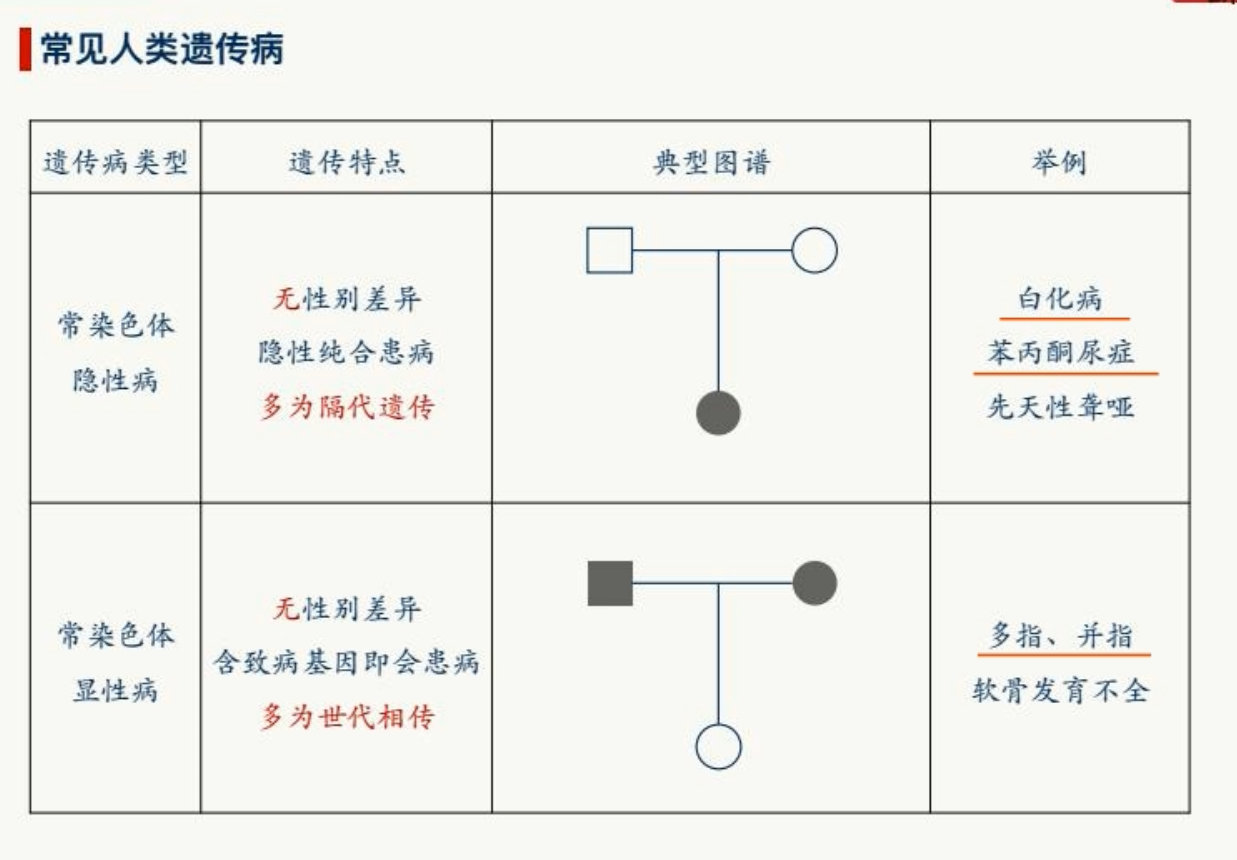 常见人类遗传病
遗传病类型
遗传特点
典型图谱
举例
常染色体
隐性病
无性别差异
隐性纯合患病
多为隔代遗传
白化病
苯丙酮尿症
先天性聋哑
常染色体
显性病
无性别差异
含致病基因即会患病
多为世代相传
多指、并指
软骨发育不全